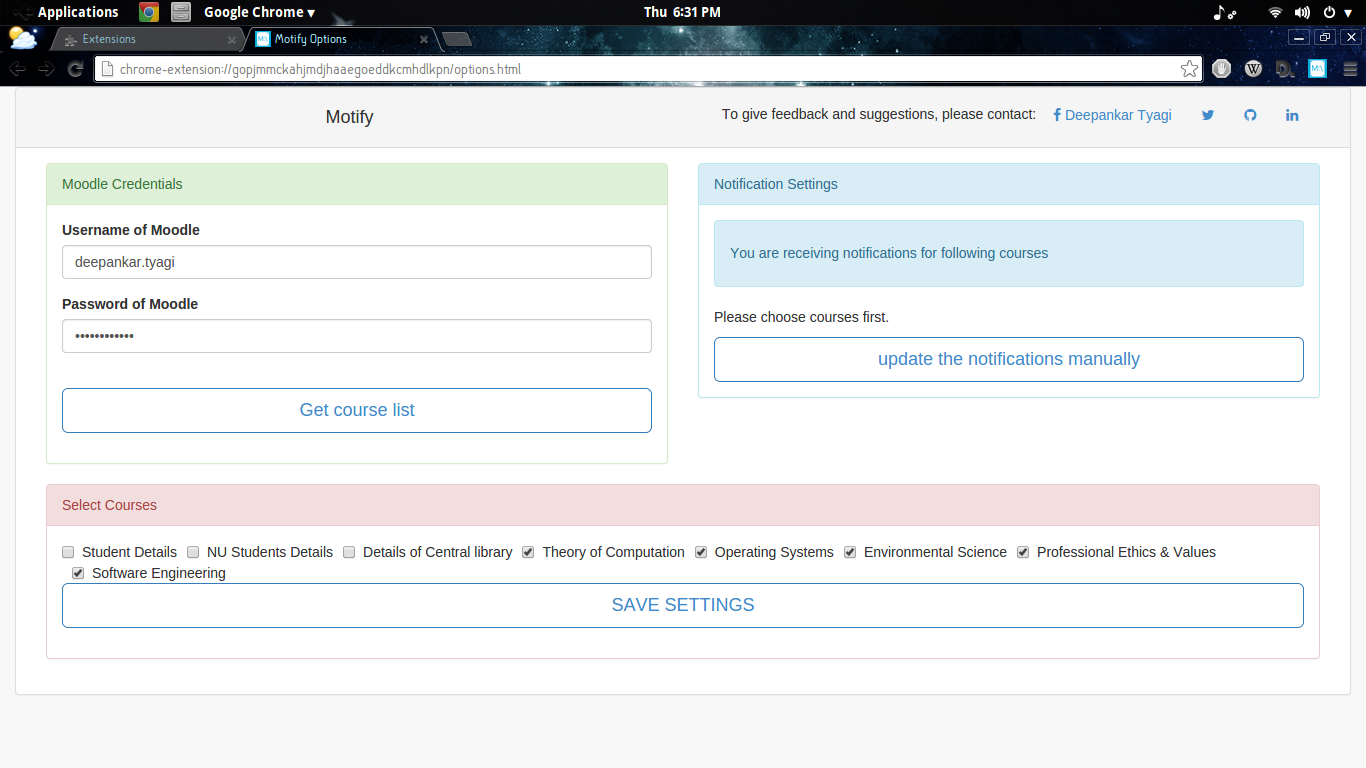 Applications
Google Chrome ▾
Thu 6:31 PM
Extensions
Motify Options
chrome-extension://gopjmmckahjmdjhaaegoeddkcmhdlkpn/options.html
Motify
To give feedback and suggestions, please contact: Deepankar Tyagi
Moodle Credentials
Username of Moodle
deepankar.tyagi
Password of Moodle
••••••••••••
Get course list
Notification Settings
You are receiving notifications for following courses
Please choose courses first.
update the notifications manually
Select Courses
Student Details NU Students Details Details of Central library Theory of Computation Operating Systems Environmental Science Professional Ethics & Values
Software Engineering
SAVE SETTINGS